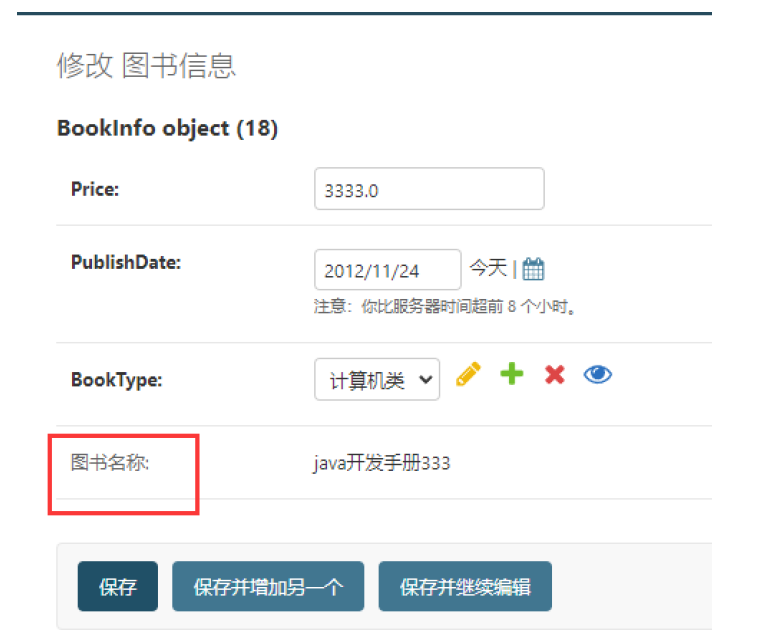 修改 图书信息
BookInfo object (18)
Price: 3333.0
PublishDate: 2012/11/24 今天 |
注意：你比服务器时间超前 8 个小时。
BookType: 计算机类
图书名称: java开发手册333
保存 保存并增加另一个 保存并继续编辑